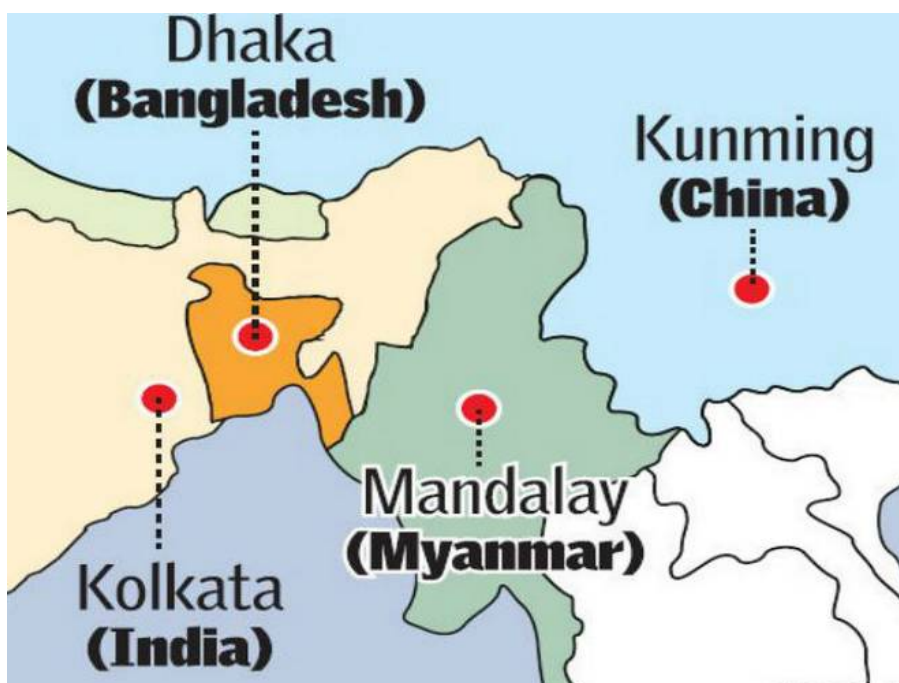 Dhaka
(Bangladesh)
Kunming
(China)
Mandalay
(Myanmar)
Kolkata
(India)